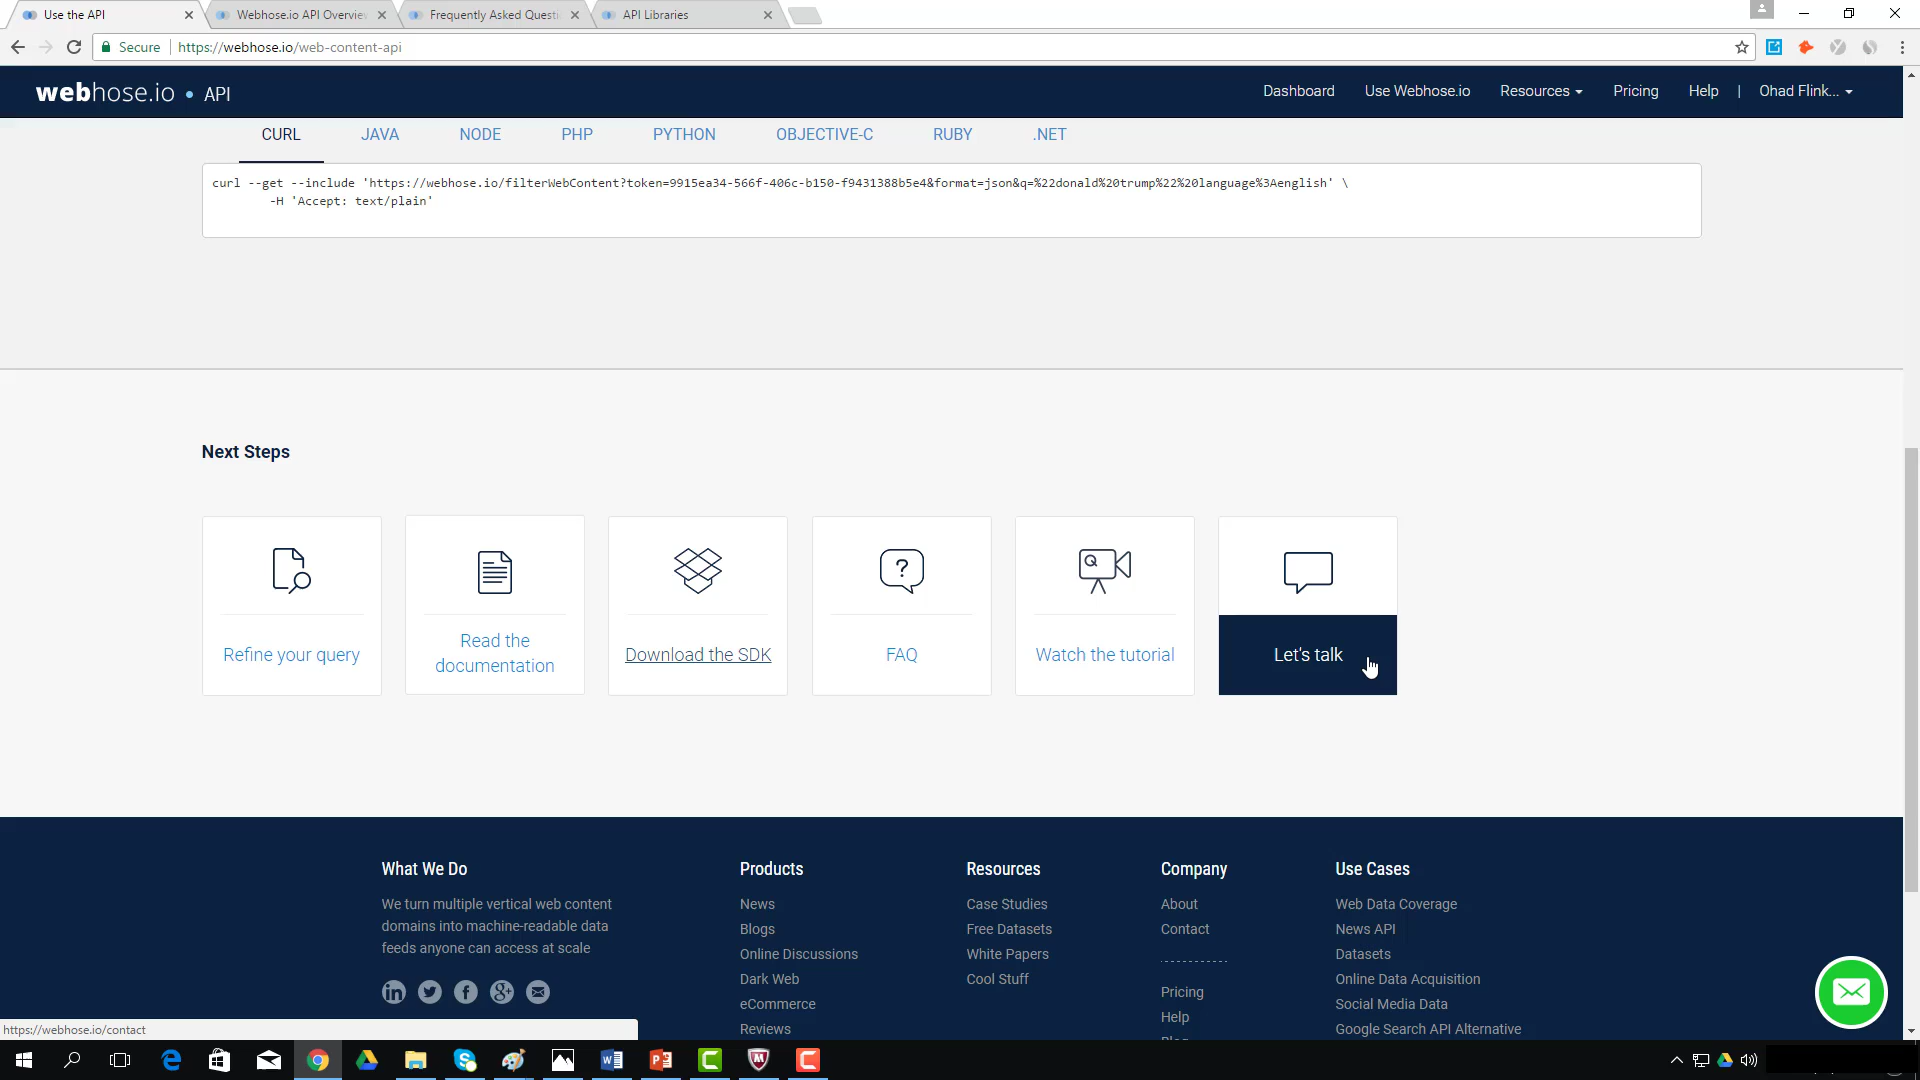 Use the API
Webhose.io API Overview
Frequently Asked Questi
API Libraries
Secure
https://webhose.io/web-content-api
webhose.io • API
Dashboard
Use Webhose.io
Resources
Pricing
Help
|
Ohad Flink...
CURL
JAVA
NODE
PHP
PYTHON
OBJECTIVE-C
RUBY
.NET
curl --get --include 'https://webhose.io/filterWebContent?token=9915ea34-566f-406c-b150-f9431388b5e4&format=json&q=%22donald%20trump%22%20language%3Aenglish' \
-H 'Accept: text/plain'
Next Steps
Refine your query
Read the
documentation
Download the SDK
FAQ
Watch the tutorial
Let's talk
What We Do
We turn multiple vertical web content
domains into machine-readable data
feeds anyone can access at scale
Products
News
Blogs
Online Discussions
Dark Web
eCommerce
Reviews
Resources
Case Studies
Free Datasets
White Papers
Cool Stuff
Company
About
Contact
Pricing
Help
Use Cases
Web Data Coverage
News API
Datasets
Online Data Acquisition
Social Media Data
Google Search API Alternative
https://webhose.io/contact